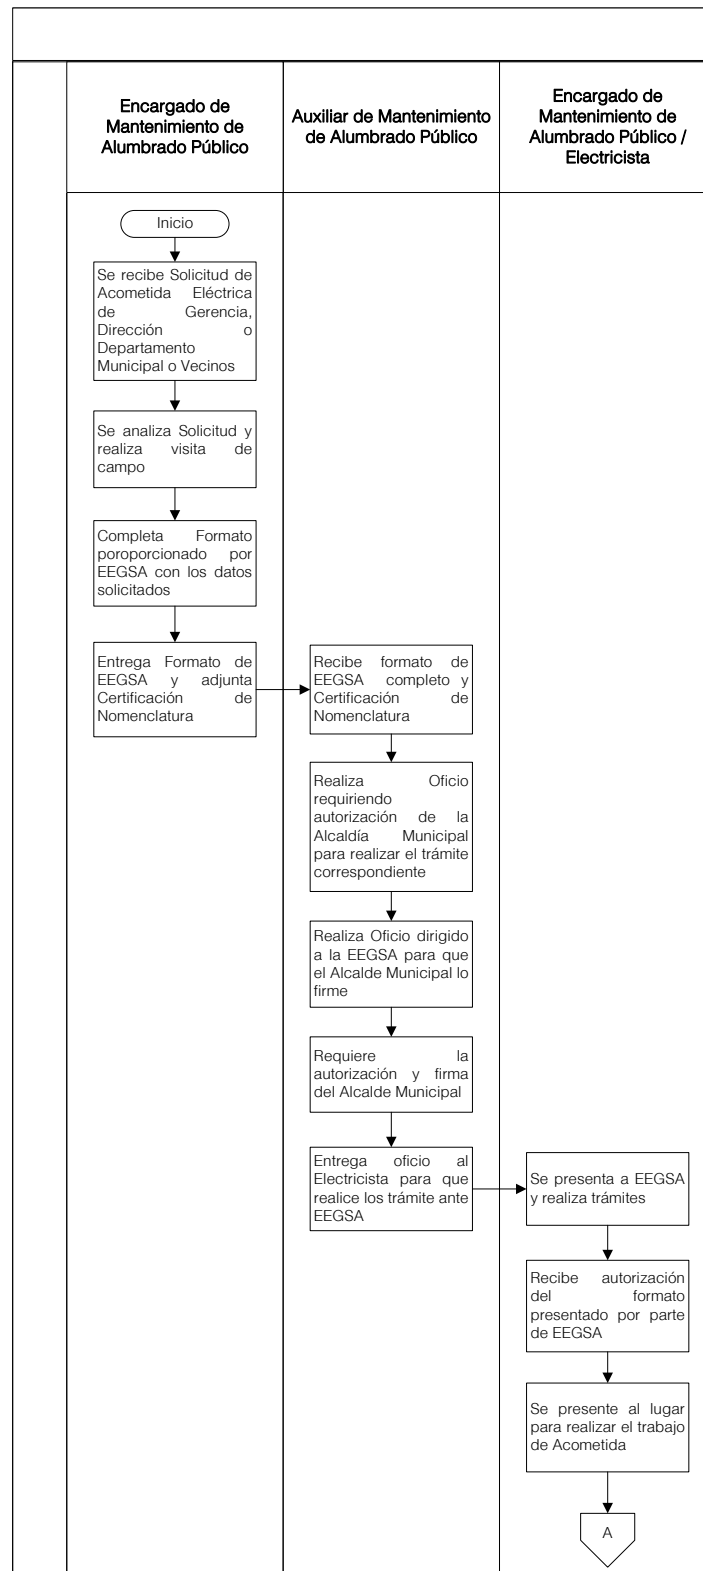 Encargado de
Mantenimiento de
Alumbrado Público
Auxiliar de Mantenimiento
de Alumbrado Público
Encargado de
Mantenimiento de
Alumbrado Público /
Electricista
Inicio
Se recibe Solicitud de
Acometida Eléctrica
de Gerencia,
Dirección o
Departamento
Municipal o Vecinos
Se analiza Solicitud y
realiza visita de
campo
Completa Formato
poroporcionado por
EEGSA con los datos
solicitados
Entrega Formato de
EEGSA y adjunta
Certificación de
Nomenclatura
Recibe formato de
EEGSA completo y
Certificación de
Nomenclatura
Realiza Oficio
requiriendo
autorización de la
Alcaldía Municipal
para realizar el trámite
correspondiente
Realiza Oficio dirigido
a la EEGSA para que
el Alcalde Municipal lo
firme
Requiere la
autorización y firma
del Alcalde Municipal
Entrega oficio al
Electricista para que
realice los trámite ante
EEGSA
Se presenta a EEGSA
y realiza trámites
Recibe autorización
del formato
presentado por parte
de EEGSA
Se presente al lugar
para realizar el trabajo
de Acometida
A